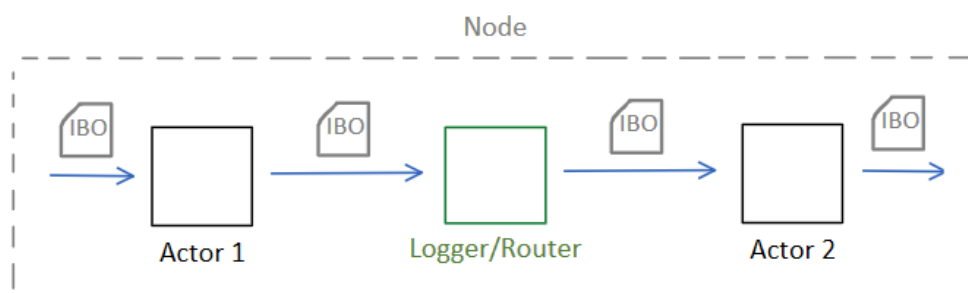 Node
IBO
IBO
IBO
IBO
Actor 1
Logger/Router
Actor 2